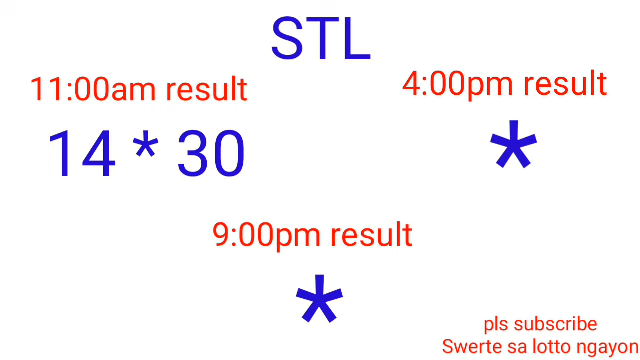 STL
11:00am result
14 * 30
4:00pm result
*
9:00pm result
*
pls subscribe
Swerte sa lotto ngayon